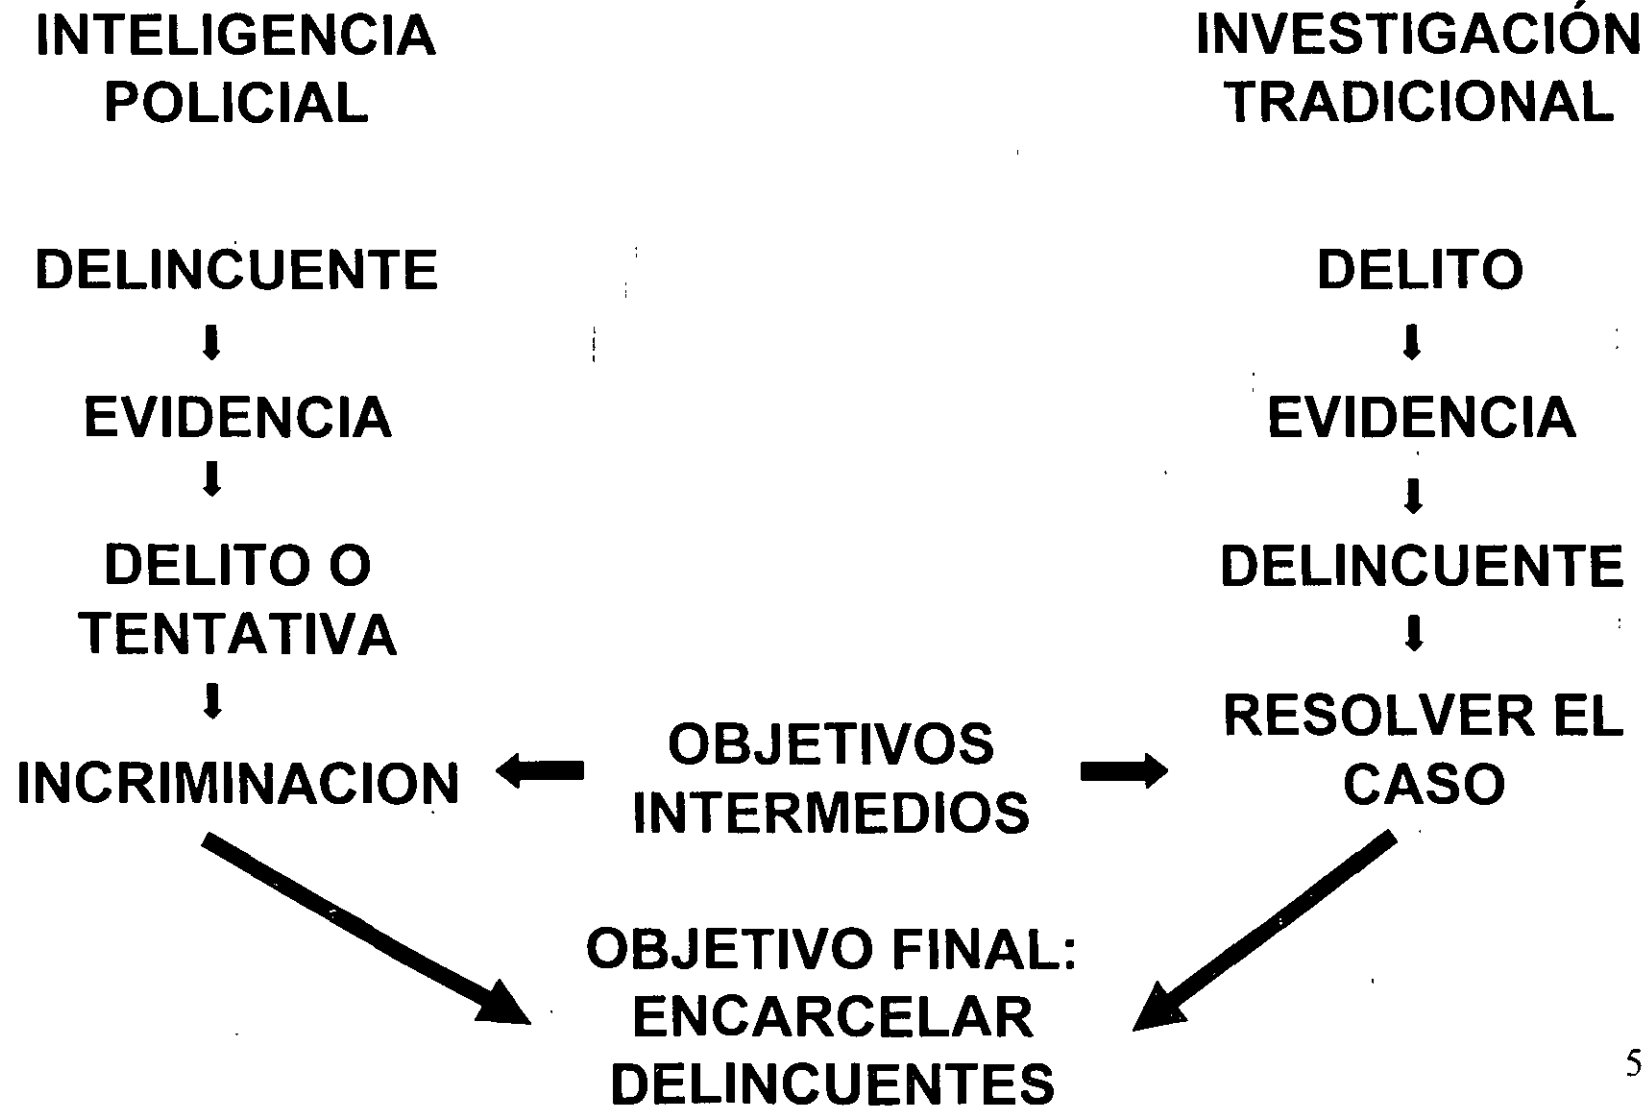 INTELIGENCIA
POLICIAL
DELINCUENTE
EVIDENCIA
DELITO O
TENTATIVA
INCRIMINACION
INVESTIGACIÓN
TRADICIONAL
DELITO
EVIDENCIA
DELINCUENTE
RESOLVER EL
CASO
OBJETIVOS
INTERMEDIOS
OBJETIVO FINAL:
ENCARCELAR
DELINCUENTES
5